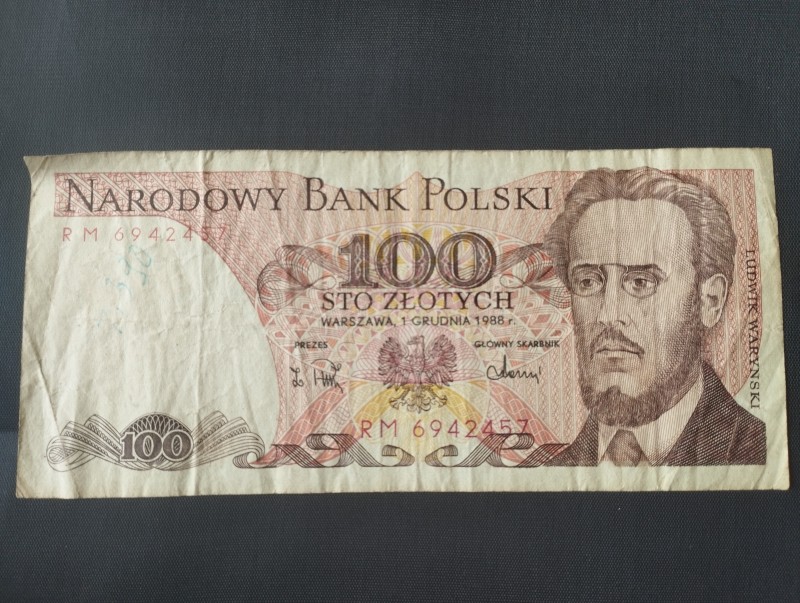 NARODOWY BANK POLSKI
RM 6942457
100
STO ZŁOTYCH
WARSZAWA, 1 GRUDNIA 1988 r.
PREZES
GŁÓWNY SKARBNIK
RM 6942457
100
LUDWIK WARYŃSKI